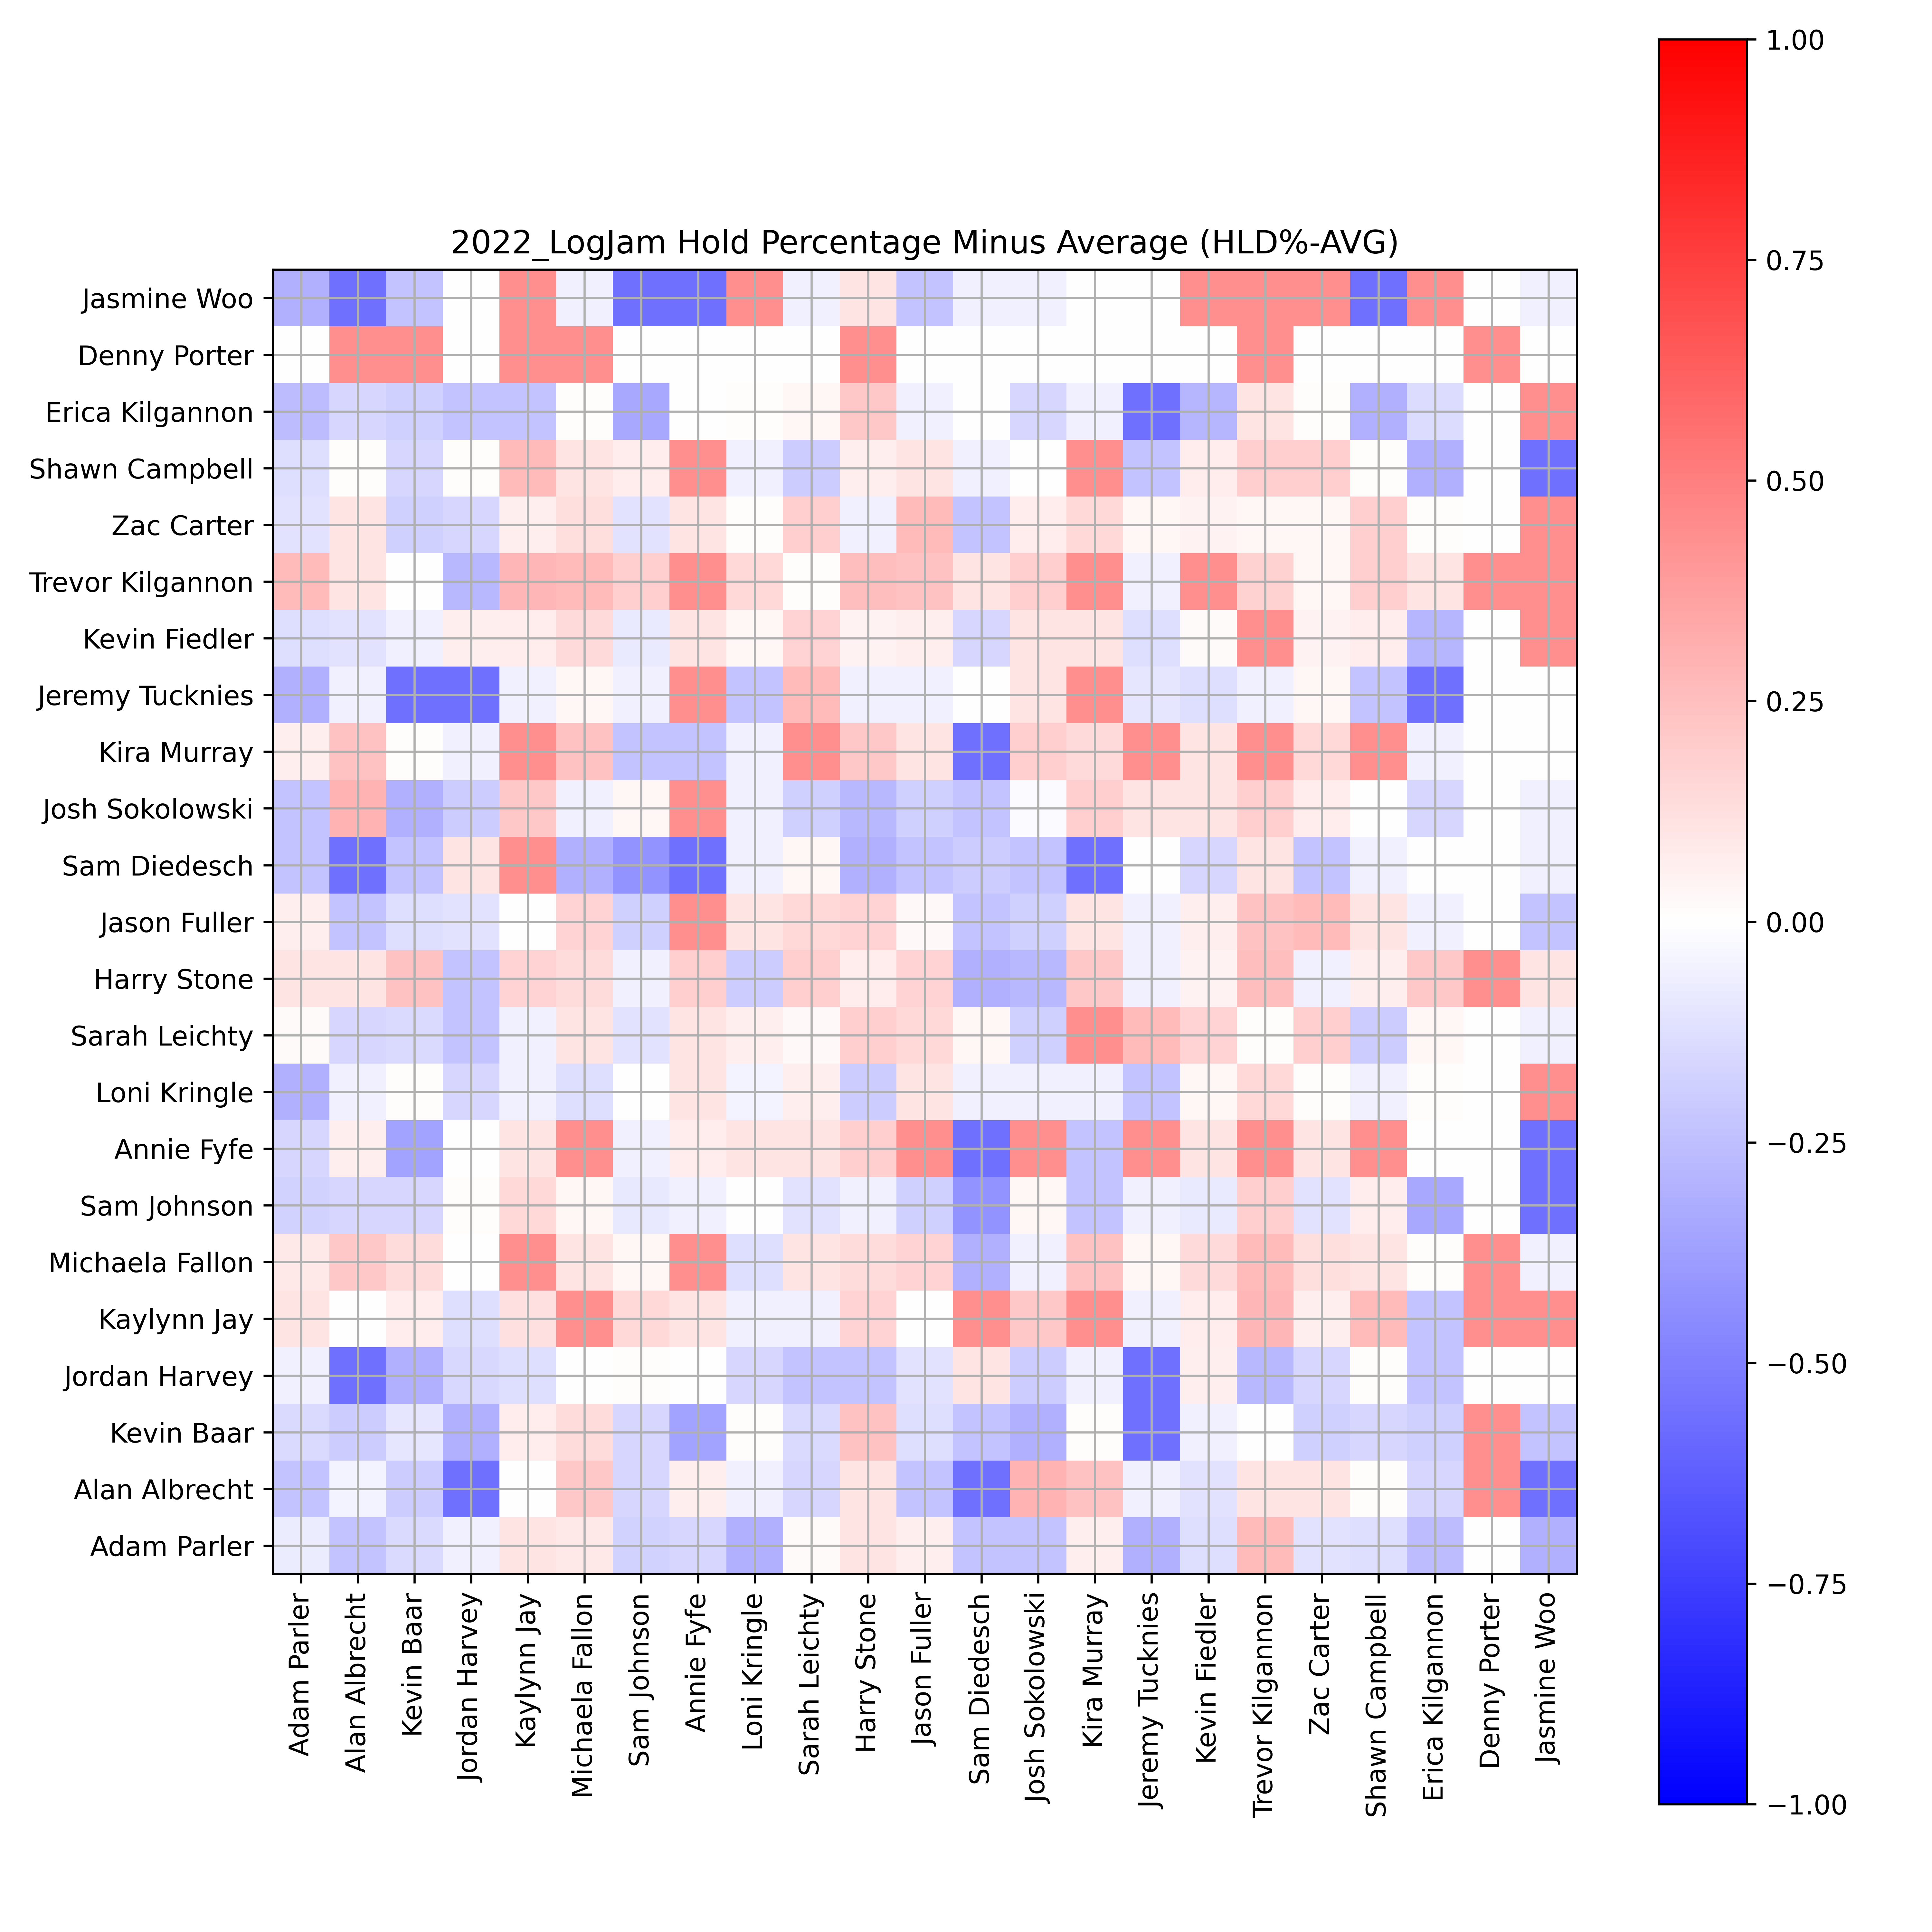 2022_LogJam Hold Percentage Minus Average (HLD%-AVG)
Jasmine Woo
Denny Porter
Erica Kilgannon
Shawn Campbell
Zac Carter
Trevor Kilgannon
Kevin Fiedler
Jeremy Tucknies
Kira Murray
Josh Sokolowski
Sam Diedesch
Jason Fuller
Harry Stone
Sarah Leichty
Loni Kringle
Annie Fyfe
Sam Johnson
Michaela Fallon
Kaylynn Jay
Jordan Harvey
Kevin Baar
Alan Albrecht
Adam Parler
Adam Parler
Alan Albrecht
Kevin Baar
Jordan Harvey
Kaylynn Jay
Michaela Fallon
Sam Johnson
Annie Fyfe
Loni Kringle
Sarah Leichty
Harry Stone
Jason Fuller
Sam Diedesch
Josh Sokolowski
Kira Murray
Jeremy Tucknies
Kevin Fiedler
Trevor Kilgannon
Zac Carter
Shawn Campbell
Erica Kilgannon
Denny Porter
Jasmine Woo
1.00
0.75
0.50
0.25
0.00
−0.25
−0.50
−0.75
−1.00